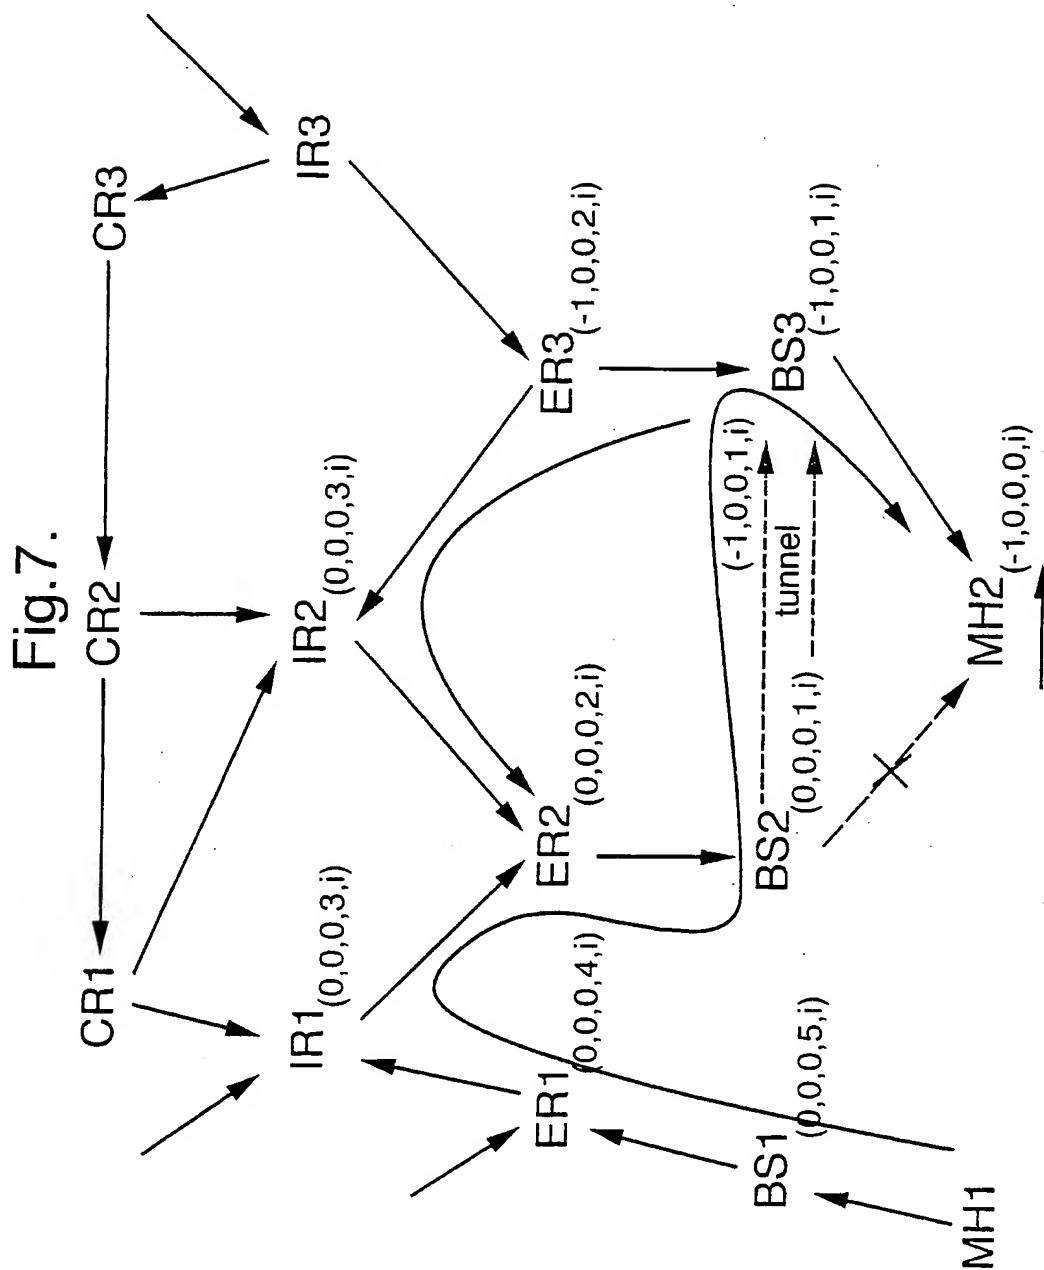 Fig.7.
CR1
CR2
CR3
IR1(0,0,0,3,i)
IR2(0,0,0,3,i)
IR3
ER1(0,0,0,4,i)
ER2(0,0,0,2,i)
ER3(-1,0,0,2,i)
(-1,0,0,1,i)
tunnel
BS1(0,0,0,5,i)
BS2(0,0,0,1,i)
BS3(-1,0,0,1,i)
MH1
MH2(-1,0,0,0,i)